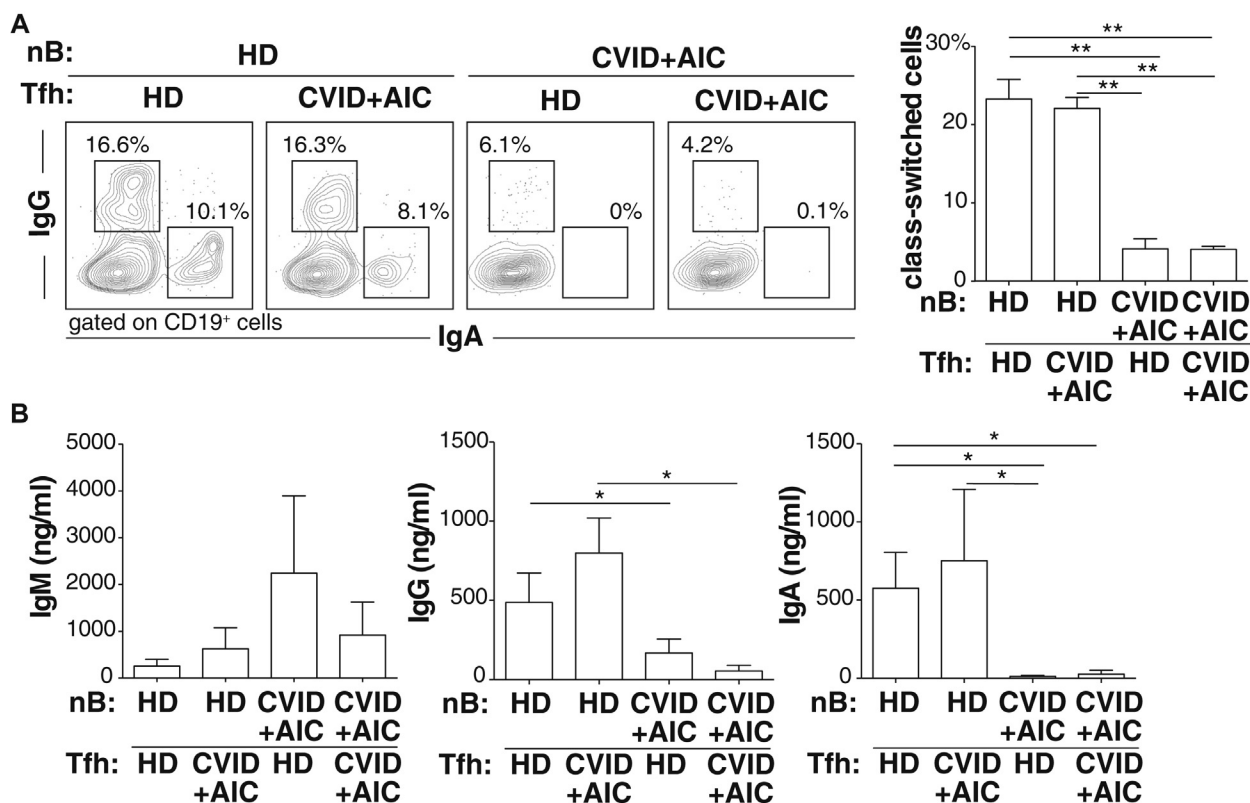 A
nB: HD CVID+AIC
Tfh: HD CVID+AIC HD CVID+AIC
16.6% 16.3% 6.1% 4.2%
10.1% 8.1% 0% 0.1%
IgG
gated on CD19⁺ cells
IgA
class-switched cells
** 
**
**
**
30%
20
10
0
nB: HD HD CVID CVID
+AIC +AIC
Tfh: HD CVID HD CVID
+AIC +AIC
B
IgM (ng/ml)
5000
4000
3000
2000
1000
0
nB: HD HD CVID CVID
+AIC +AIC
Tfh: HD CVID HD CVID
+AIC +AIC
IgG (ng/ml)
1500
1000
500
0
*
*
nB: HD HD CVID CVID
+AIC +AIC
Tfh: HD CVID HD CVID
+AIC +AIC
IgA (ng/ml)
1500
1000
500
0
*
*
*
nB: HD HD CVID CVID
+AIC +AIC
Tfh: HD CVID HD CVID
+AIC +AIC